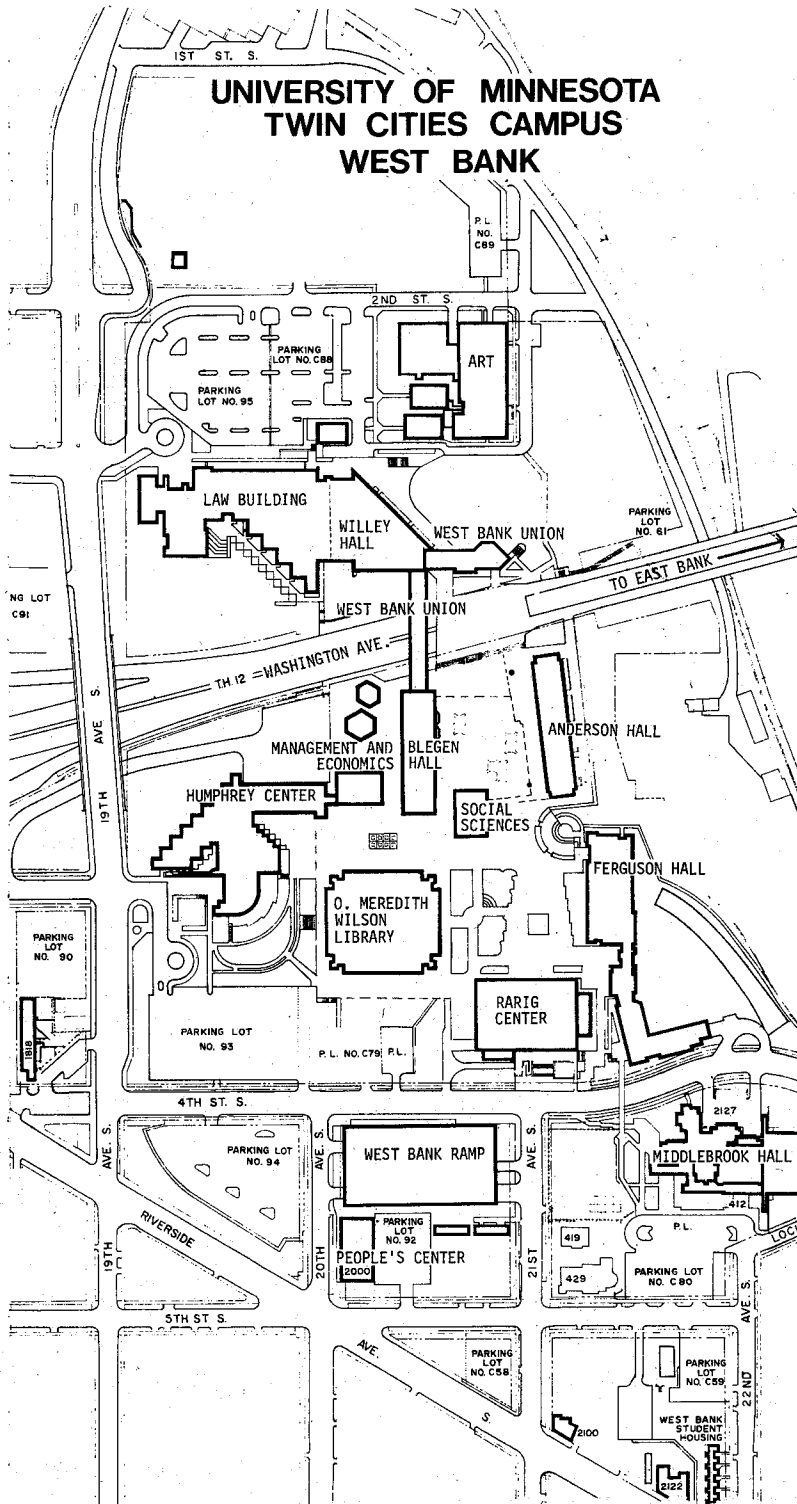 1ST ST. S.
UNIVERSITY OF MINNESOTA
TWIN CITIES CAMPUS
WEST BANK
P. L.
NO.
C89
2ND ST. S.
PARKING
LOT NO. C88
ART
PARKING
LOT NO. 95
LAW BUILDING
WILLEY
HALL
WEST BANK UNION
PARKING
LOT
NO. 61
TO EAST BANK
NG LOT
C91
WEST BANK UNION
T.H. 12 = WASHINGTON AVE.
19TH AVE S.
ANDERSON HALL
MANAGEMENT AND
ECONOMICS
BLEGEN
HALL
HUMPHREY CENTER
SOCIAL
SCIENCES
FERGUSON HALL
O. MEREDITH
WILSON
LIBRARY
PARKING
LOT
NO. 90
RARIG
CENTER
1818
PARKING LOT
NO. 93
P. L. NO. C79
P. L.
4TH ST. S.
2127
19TH AVE. S.
PARKING LOT
NO. 94
20TH AVE. S.
WEST BANK RAMP
21ST AVE. S.
MIDDLEBROOK HALL
412
RIVERSIDE
PARKING
LOT
NO. 92
P. L.
419
LOC
PEOPLE'S CENTER
2000
429
PARKING LOT
NO. C80
5TH ST S.
22ND AVE S.
AVE.
S.
PARKING
LOT
NO. C58
PARKING
LOT
NO. C59
WEST BANK
STUDENT
HOUSING
2100
2122